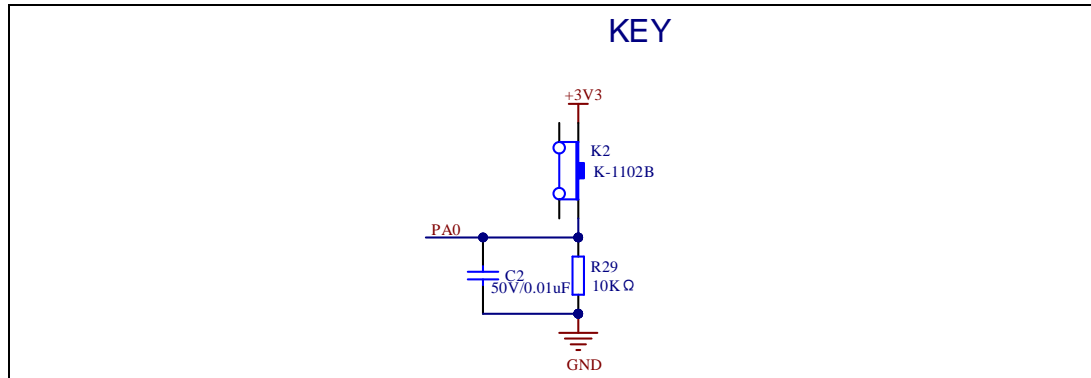 KEY
+3V3
K2
K-1102B
PA0
C2
50V/0.01uF
R29
10KΩ
GND